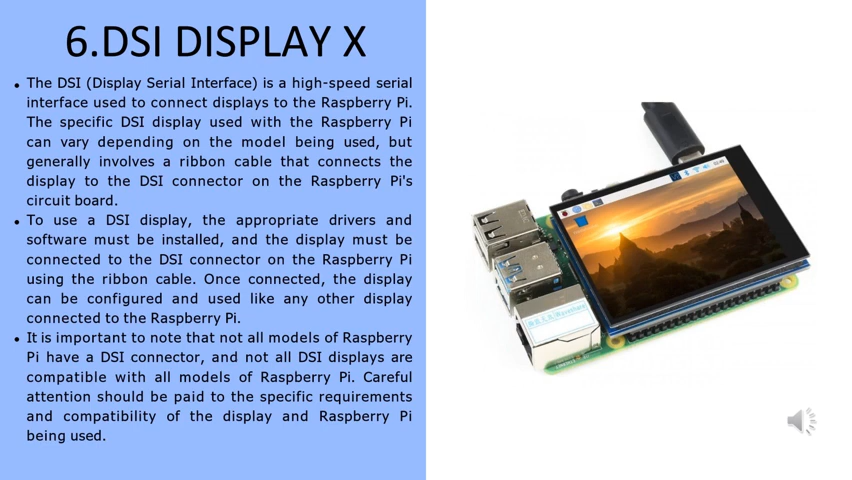 6.DSI DISPLAY X
• The DSI (Display Serial Interface) is a high-speed serial
interface used to connect displays to the Raspberry Pi.
The specific DSI display used with the Raspberry Pi
can vary depending on the model being used, but
generally involves a ribbon cable that connects the
display to the DSI connector on the Raspberry Pi's
circuit board.
• To use a DSI display, the appropriate drivers and
software must be installed, and the display must be
connected to the DSI connector on the Raspberry Pi
using the ribbon cable. Once connected, the display
can be configured and used like any other display
connected to the Raspberry Pi.
• It is important to note that not all models of Raspberry
Pi have a DSI connector, and not all DSI displays are
compatible with all models of Raspberry Pi. Careful
attention should be paid to the specific requirements
and compatibility of the display and Raspberry Pi
being used.